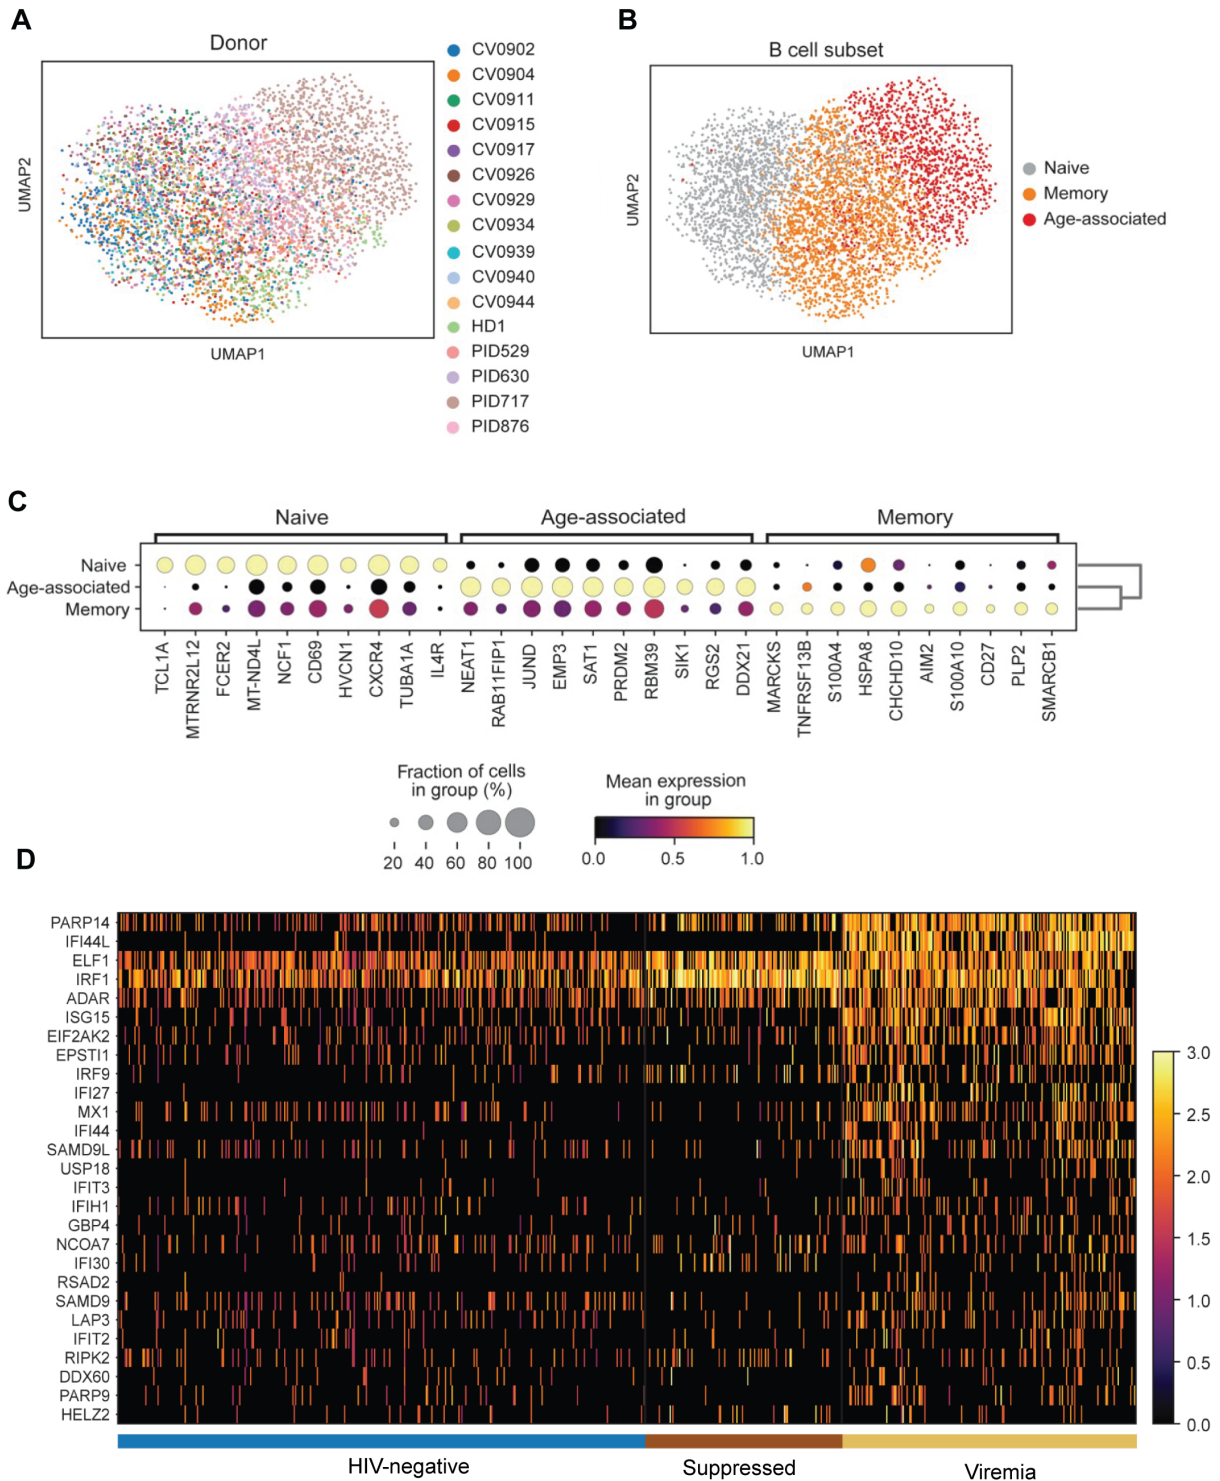 A
Donor
UMAP2
UMAP1
CV0902
CV0904
CV0911
CV0915
CV0917
CV0926
CV0929
CV0934
CV0939
CV0940
CV0944
HD1
PID529
PID630
PID717
PID876
B
B cell subset
UMAP2
UMAP1
Naive
Memory
Age-associated
C
Naive
Age-associated
Memory
Naive
Age-associated
Memory
TCL1A
MTRNR2L12
FCER2
MT-ND4L
NCF1
CD69
HVCN1
CXCR4
TUBA1A
IL4R
NEAT1
RAB11FIP1
JUND
EMP3
SAT1
PRDM2
RBM39
SIK1
RGS2
DDX21
MARCKS
TNFRSF13B
S100A4
HSPA8
CHCHD10
AIM2
S100A10
CD27
PLP2
SMARCB1
Fraction of cells
in group (%)
20 40 60 80 100
Mean expression
in group
0.0 0.5 1.0
D
PARP14
IFI44L
ELF1
IRF1
ADAR
ISG15
EIF2AK2
EPSTI1
IRF9
IFI27
MX1
IFI44
SAMD9L
USP18
IFIT3
IFIH1
GBP4
NCOA7
IFI30
RSAD2
SAMD9
LAP3
IFIT2
RIPK2
DDX60
PARP9
HELZ2
3.0
2.5
2.0
1.5
1.0
0.5
0.0
HIV-negative
Suppressed
Viremia